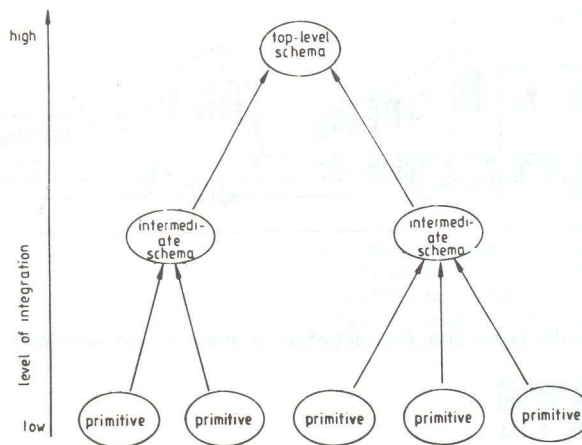 high
top-level
schema
intermedi-
ate
schema
intermedi-
ate
schema
level of integration
low
primitive
primitive
primitive
primitive
primitive